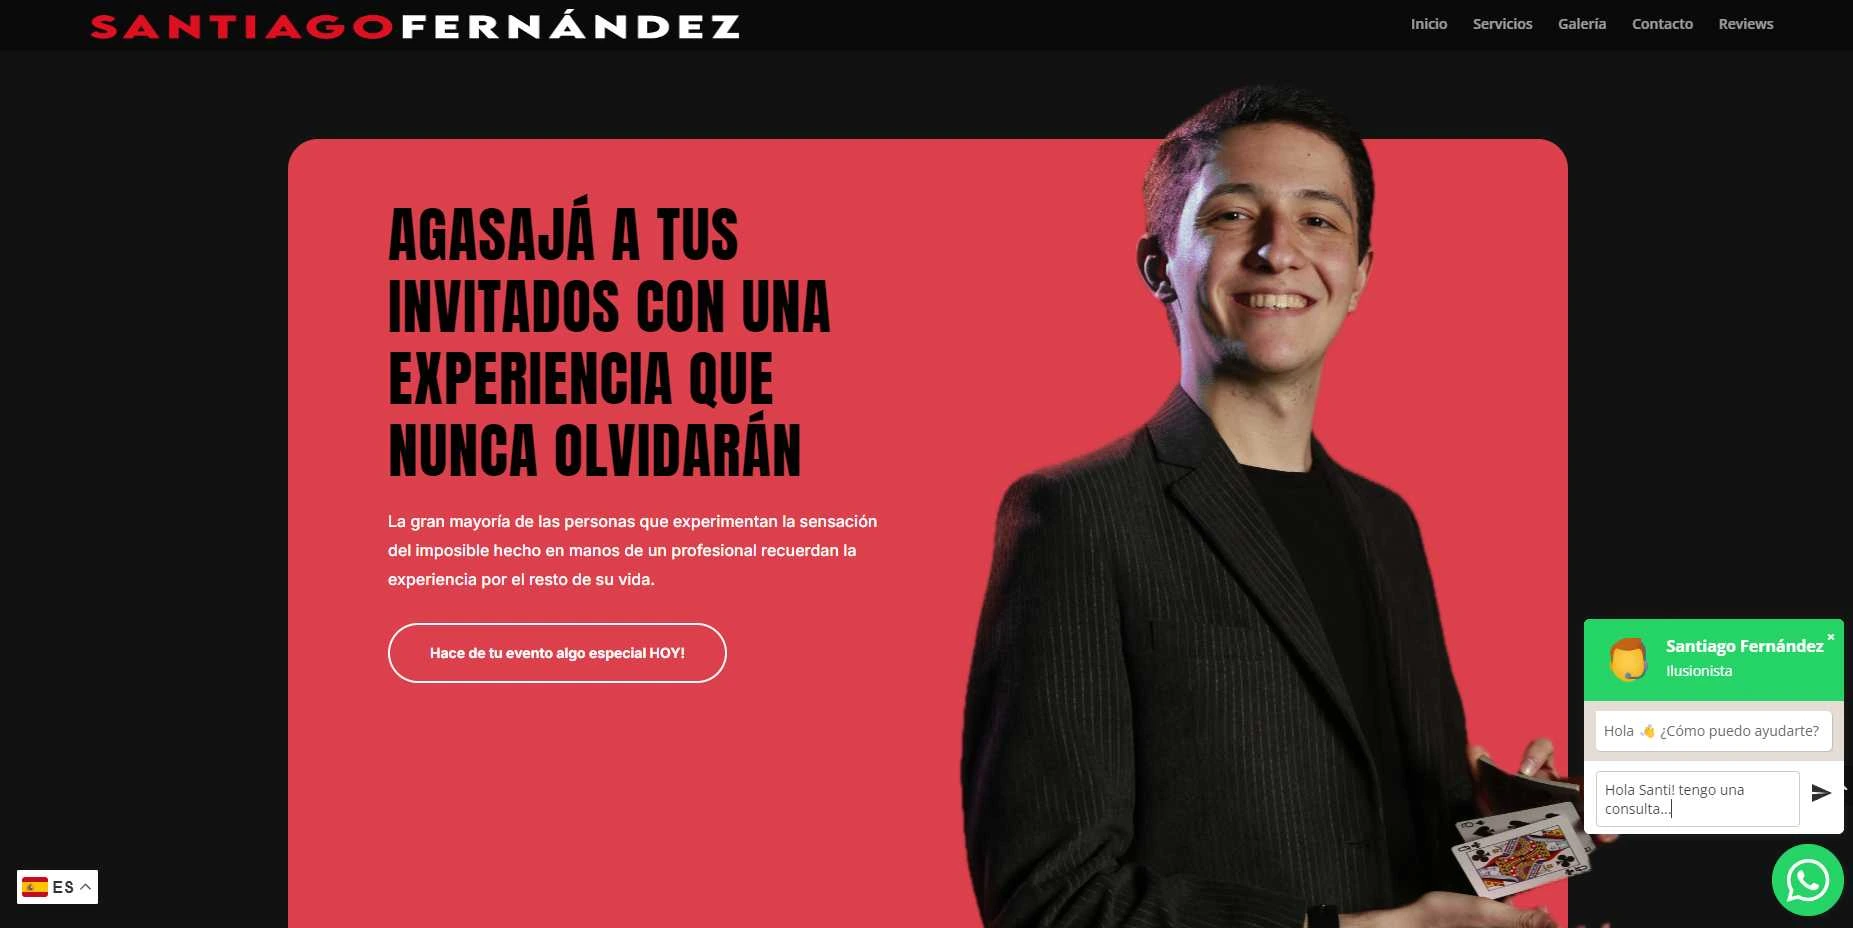 SANTIAGOFERNÁNDEZ
Inicio Servicios Galería Contacto Reviews
AGASAJÁ A TUS
INVITADOS CON UNA
EXPERIENCIA QUE
NUNCA OLVIDARÁN
La gran mayoría de las personas que experimentan la sensación
del imposible hecho en manos de un profesional recuerdan la
experiencia por el resto de su vida.
Hace de tu evento algo especial HOY!
Santiago Fernández
Ilusionista
Hola 👋 ¿Cómo puedo ayudarte?
Hola Santi! tengo una
consulta...
ES